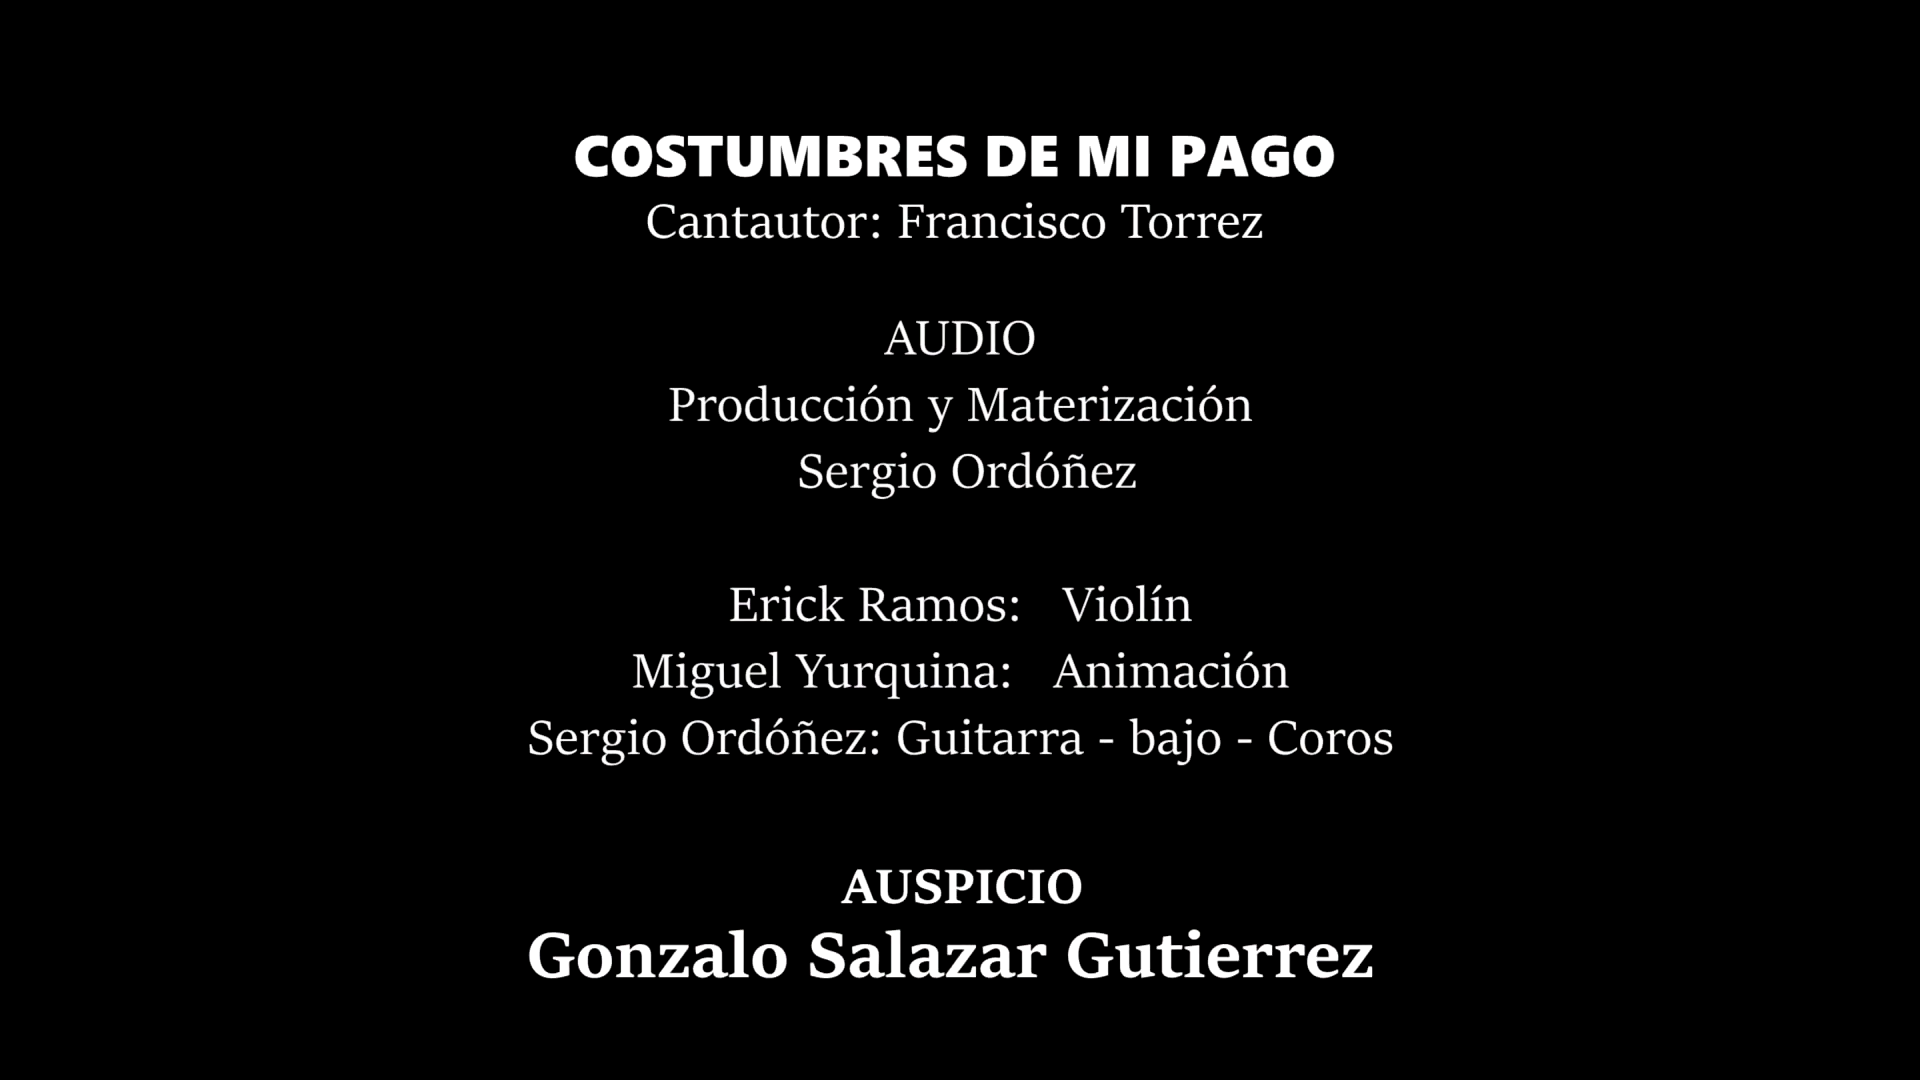 COSTUMBRES DE MI PAGO
Cantautor: Francisco Torrez
AUDIO
Producción y Materización
Sergio Ordóñez
Erick Ramos: Violín
Miguel Yurquina: Animación
Sergio Ordóñez: Guitarra - bajo - Coros
AUSPICIO
Gonzalo Salazar Gutierrez